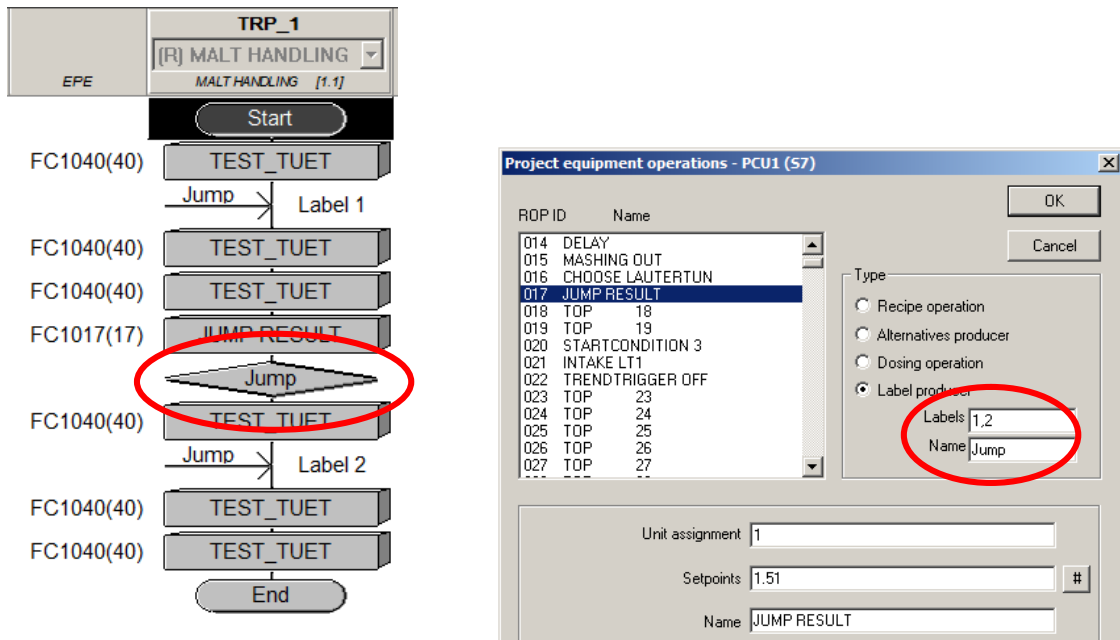 TRP_1
(R) MALT HANDLING
EPE
MALT HANDLING [1.1]
Start
FC1040(40) TEST_TUET
Jump Label 1
FC1040(40) TEST_TUET
FC1040(40) TEST_TUET
FC1017(17) JUMP RESULT
Jump
FC1040(40) TEST_TUET
Jump Label 2
FC1040(40) TEST_TUET
FC1040(40) TEST_TUET
End
Project equipment operations - PCU1 (S7)
OK
ROP ID Name
Cancel
014 DELAY
015 MASHING OUT
016 CHOOSE LAUTERTUN
017 JUMP RESULT
018 TOP 18
019 TOP 19
020 STARTCONDITION 3
021 INTAKE LT1
022 TRENDTRIGGER OFF
023 TOP 23
024 TOP 24
025 TOP 25
026 TOP 26
027 TOP 27
Type
Recipe operation
Alternatives producer
Dosing operation
Label producer
Labels 1,2
Name Jump
Unit assignment 1
Setpoints 1.51 #
Name JUMP RESULT